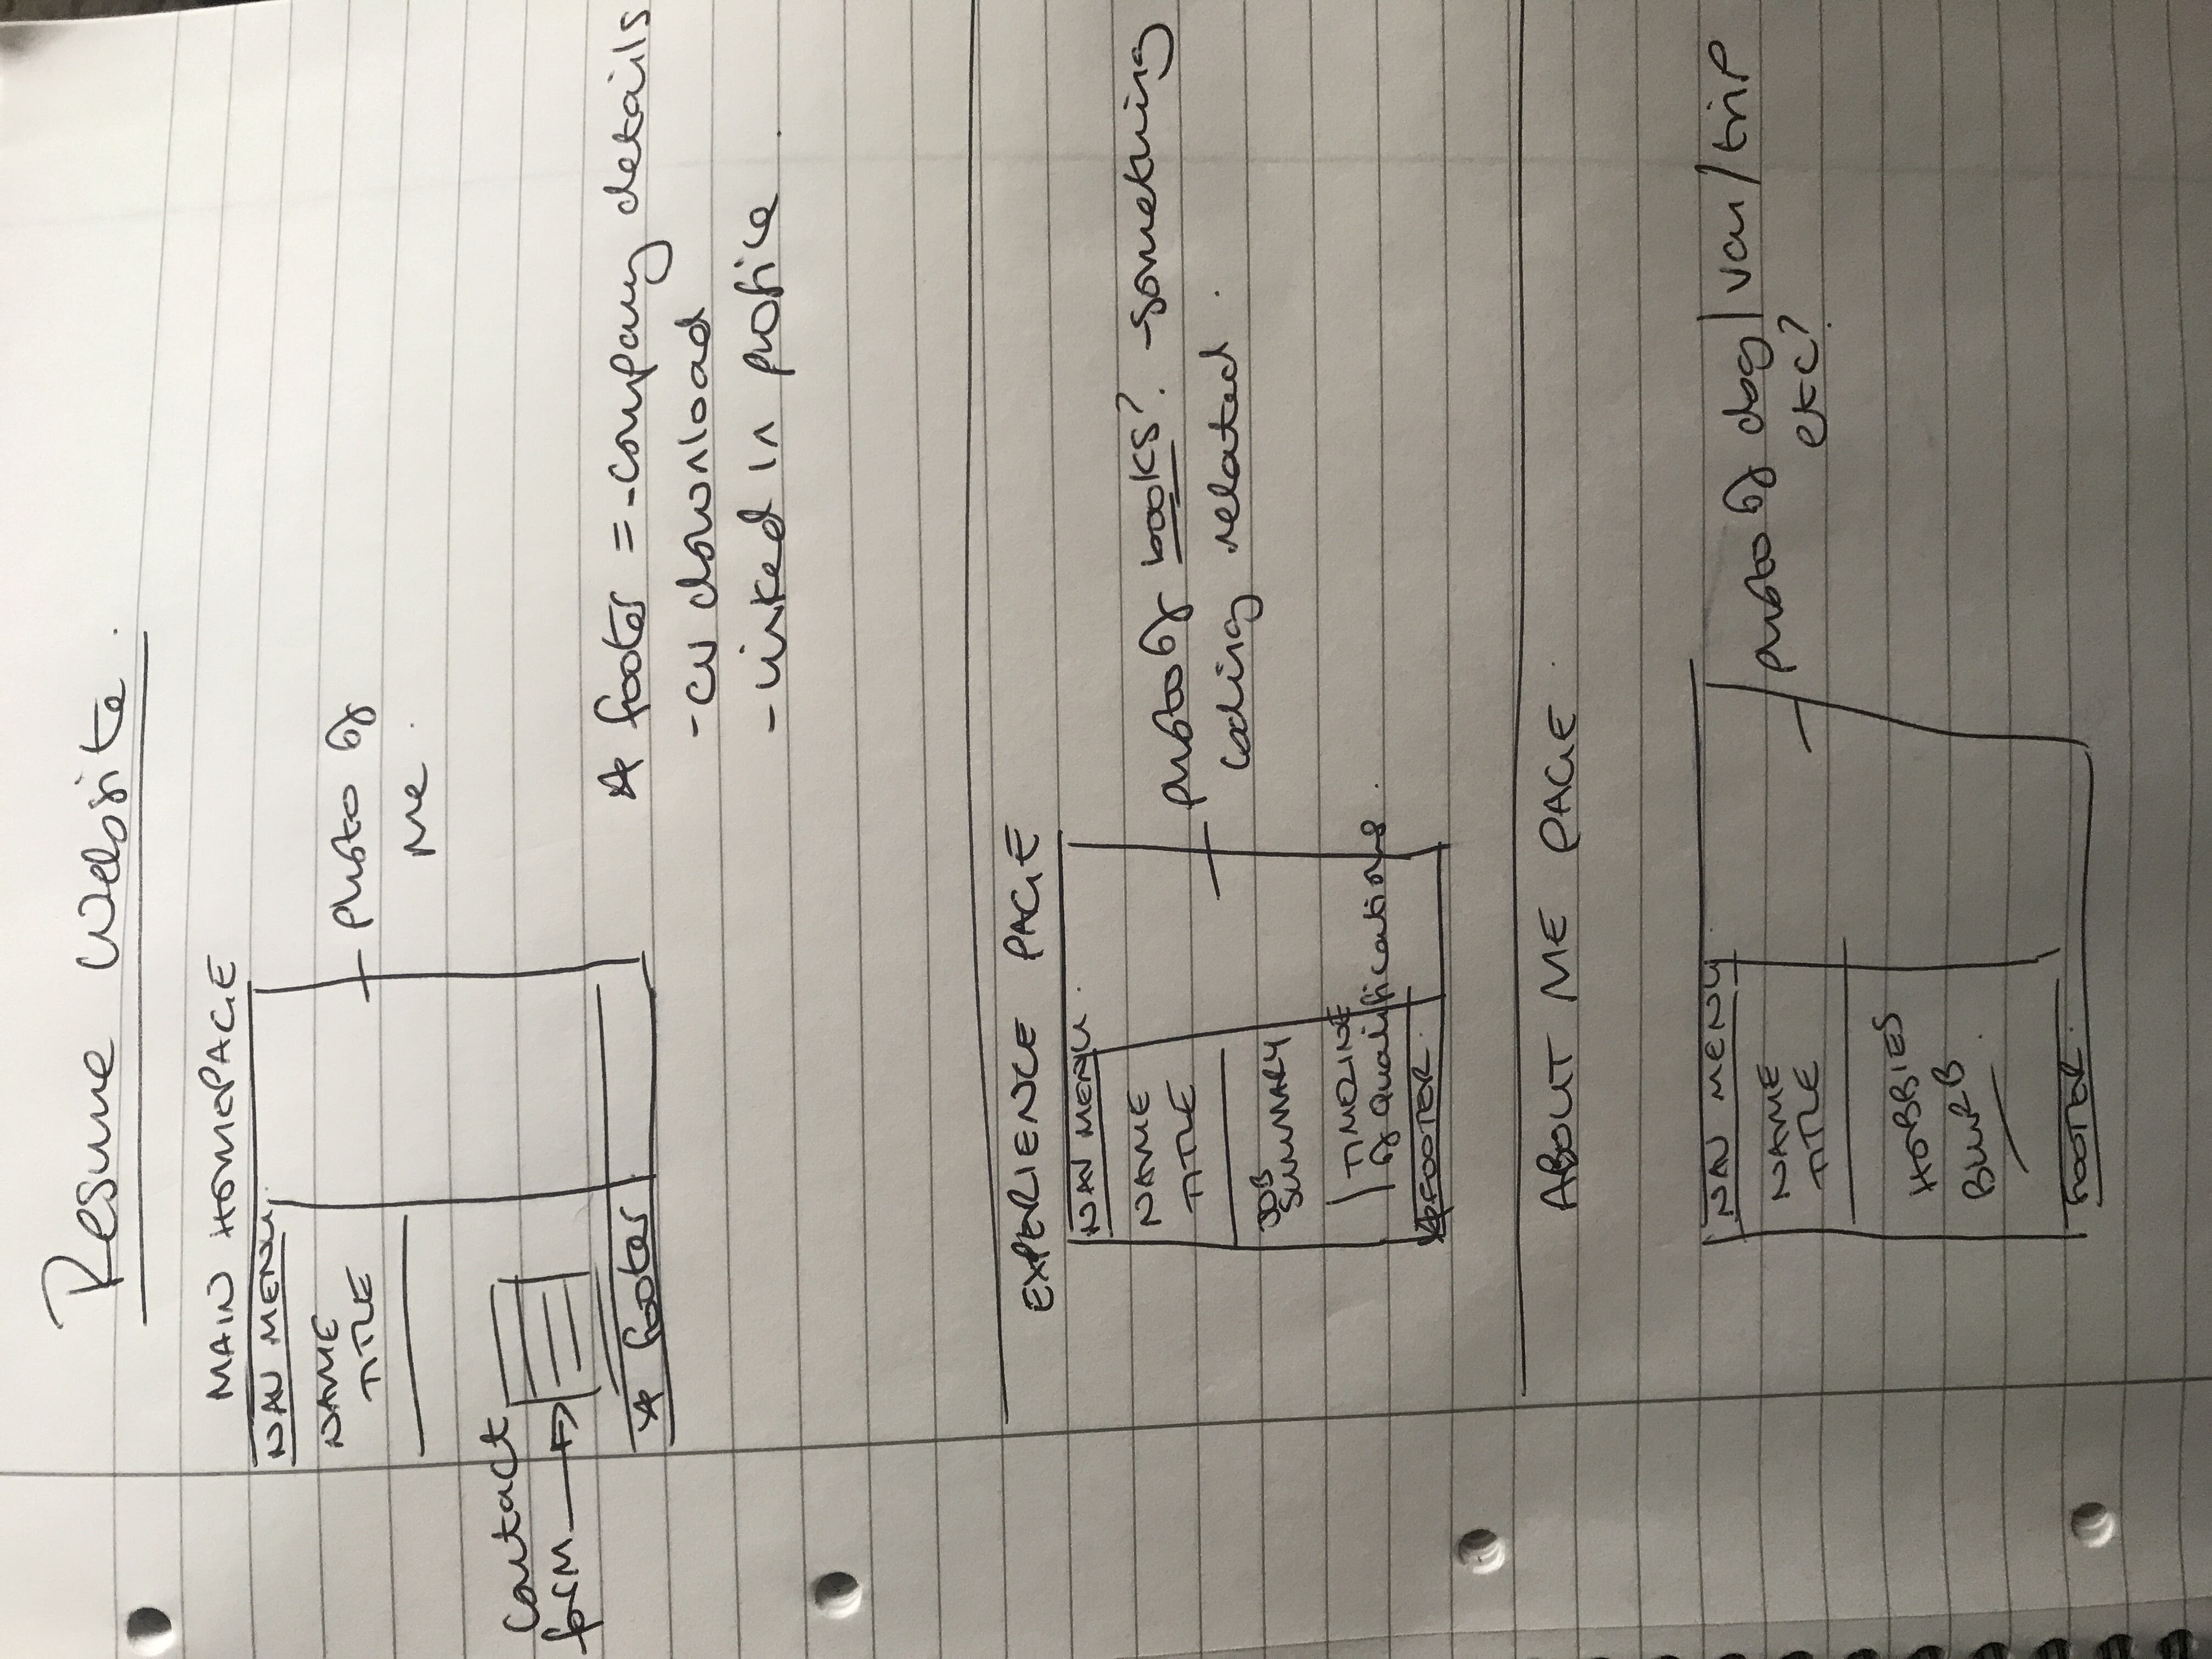 Resume Website.
MAIN HOMEPAGE
NAV MENU
NAME
TITLE
photo of
me.
Contact
form
☆ footer
☆ footer = - company details
- cv download
- linked in profile.
EXPERIENCE PAGE
NAV MENU.
NAME
TITLE
photo of books? - something
coding related.
JOB
SUMMARY
TIMELINE
of qualifications.
☆ FOOTER.
ABOUT ME PAGE.
NAV MENU
NAME
TITLE
photo of dog/van/trip
etc?
HOBBIES
BLURB.
FOOTER.